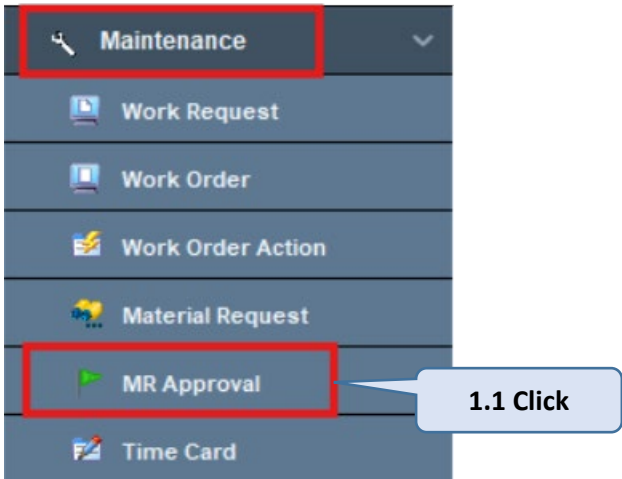 Maintenance
Work Request
Work Order
Work Order Action
Material Request
MR Approval
1.1 Click
Time Card